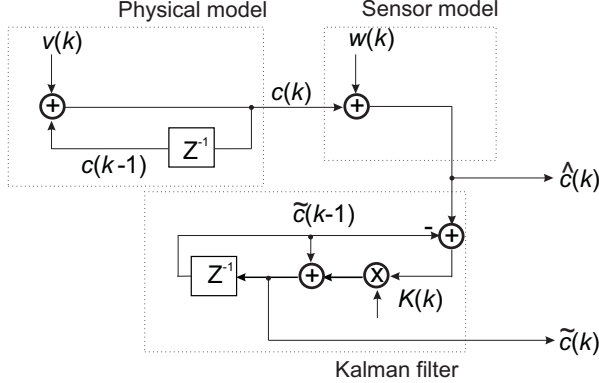 Physical model
Sensor model
v(k)
w(k)
+
c(k)
+
c(k-1)
Z⁻¹
ĉ(k)
c̃(k-1)
-
+
Z⁻¹
+
x
K(k)
c̃(k)
Kalman filter